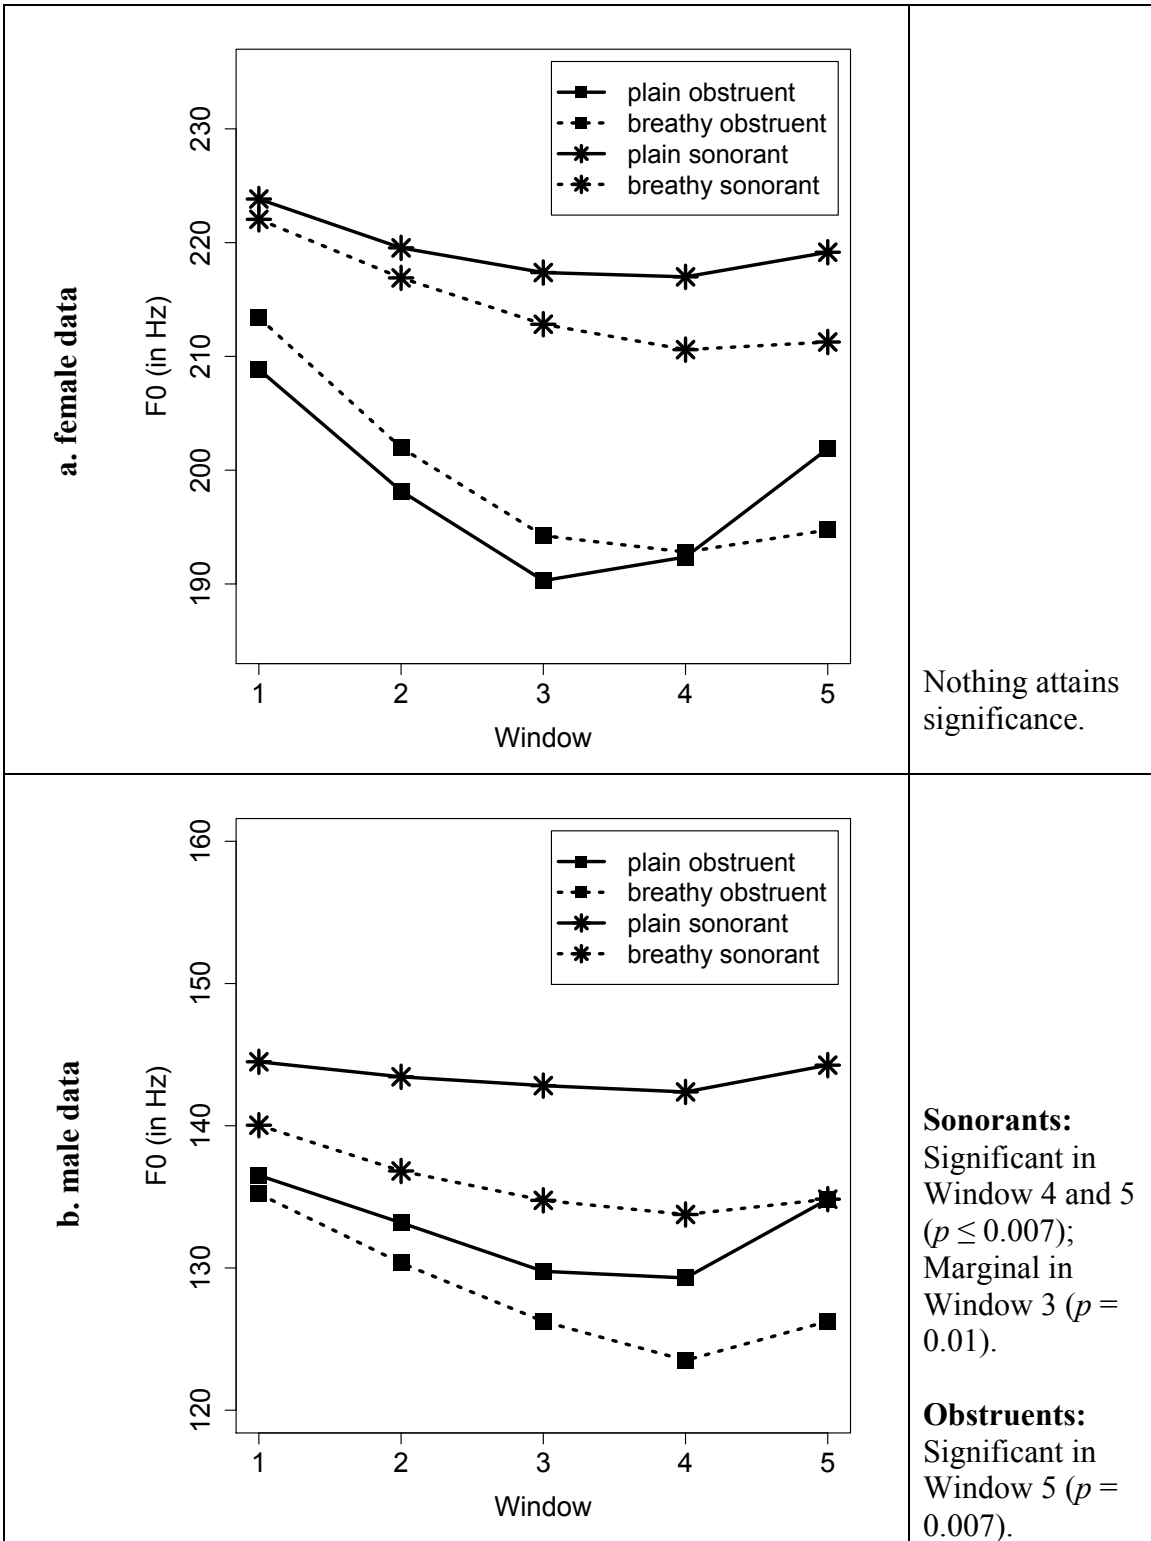 a. female data
F0 (in Hz)
230
220
210
200
190
plain obstruent
breathy obstruent
plain sonorant
breathy sonorant
1 2 3 4 5
Window
Nothing attains
significance.
b. male data
F0 (in Hz)
160
150
140
130
120
plain obstruent
breathy obstruent
plain sonorant
breathy sonorant
1 2 3 4 5
Window
Sonorants:
Significant in
Window 4 and 5
(p ≤ 0.007);
Marginal in
Window 3 (p =
0.01).
Obstruents:
Significant in
Window 5 (p =
0.007).